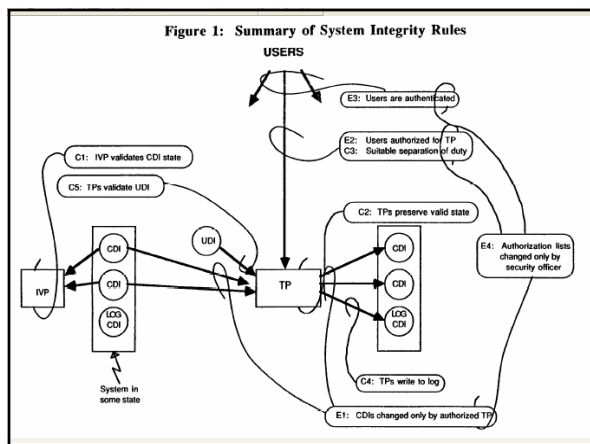 Figure 1: Summary of System Integrity Rules
USERS
E3: Users are authenticated
E2: Users authorized for TP
C3: Suitable separation of duty
C1: IVP validates CDI state
C5: TPs validate UDI
C2: TPs preserve valid state
UDI
CDI
CDI
LOG
CDI
IVP
TP
CDI
CDI
LOG
CDI
E4: Authorization lists
changed only by
security officer
System in
some state
C4: TPs write to log
E1: CDIs changed only by authorized TP